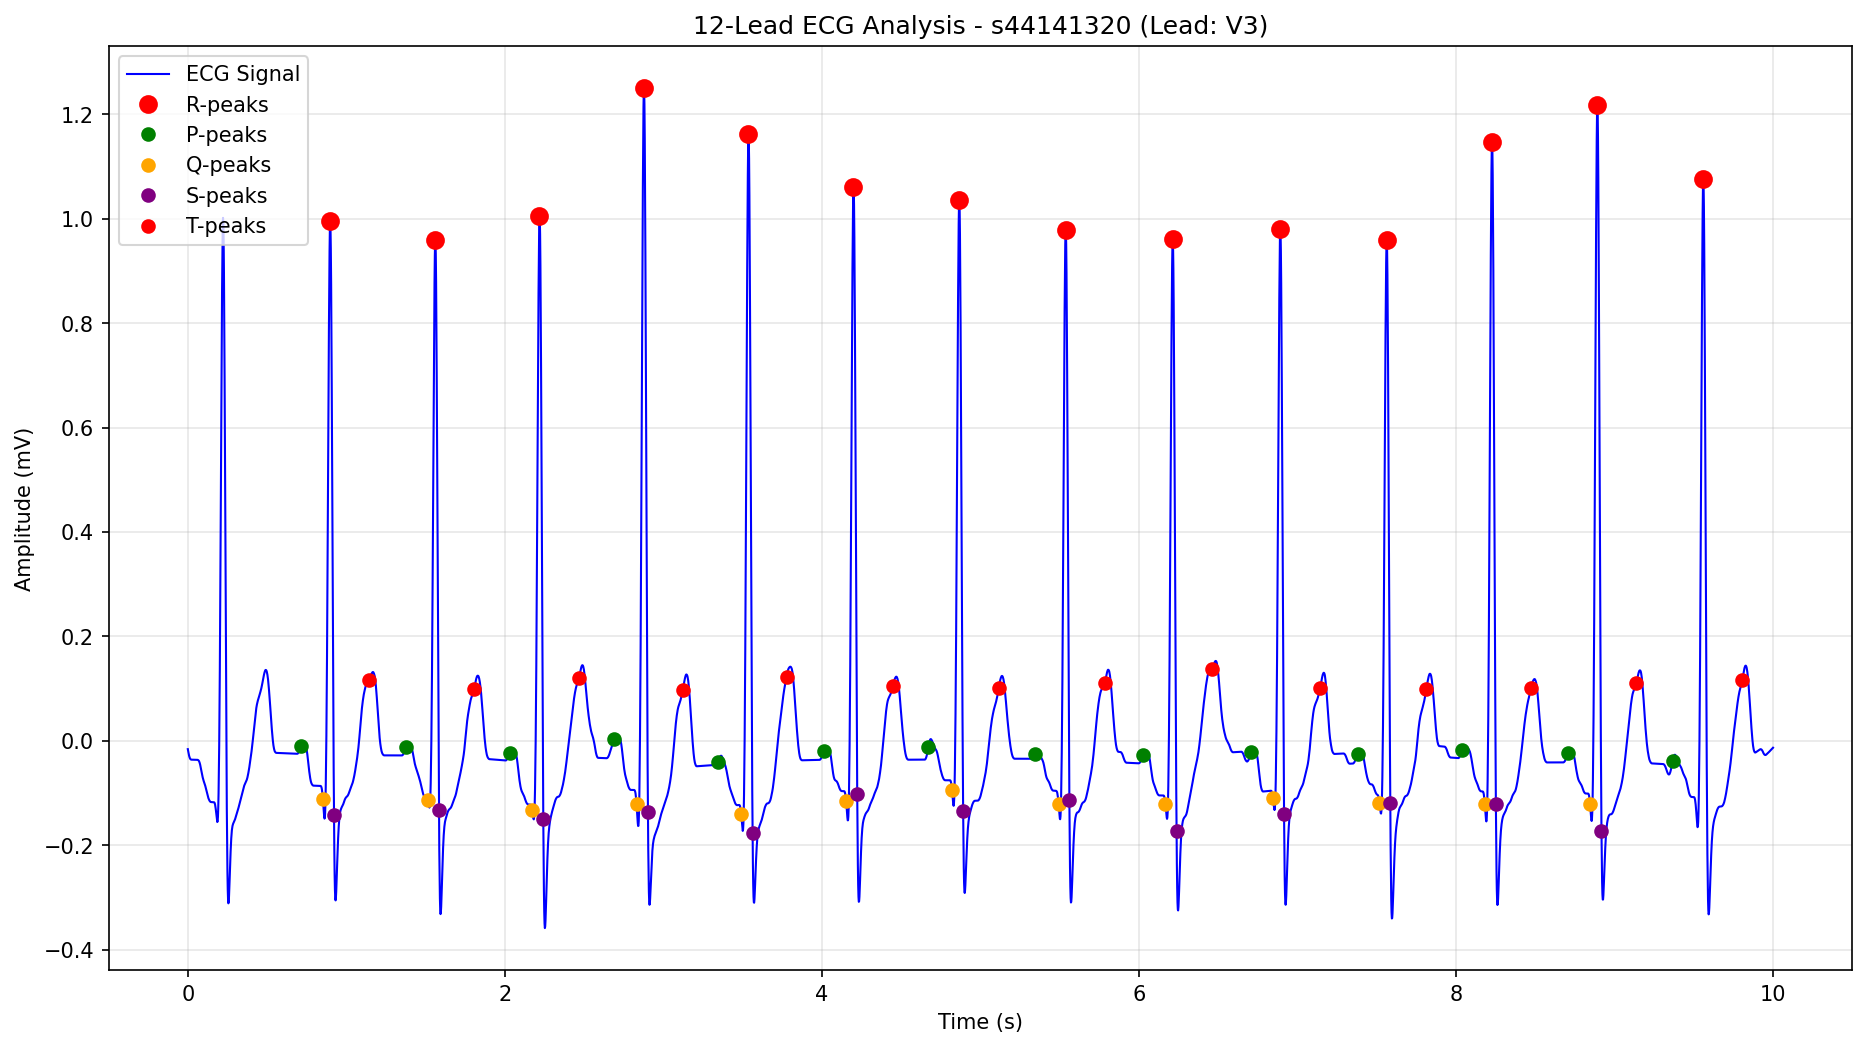 12-Lead ECG Analysis - s44141320 (Lead: V3)
ECG Signal
R-peaks
P-peaks
Q-peaks
S-peaks
T-peaks
Amplitude (mV)
1.2
1.0
0.8
0.6
0.4
0.2
0.0
−0.2
−0.4
0
2
4
6
8
10
Time (s)